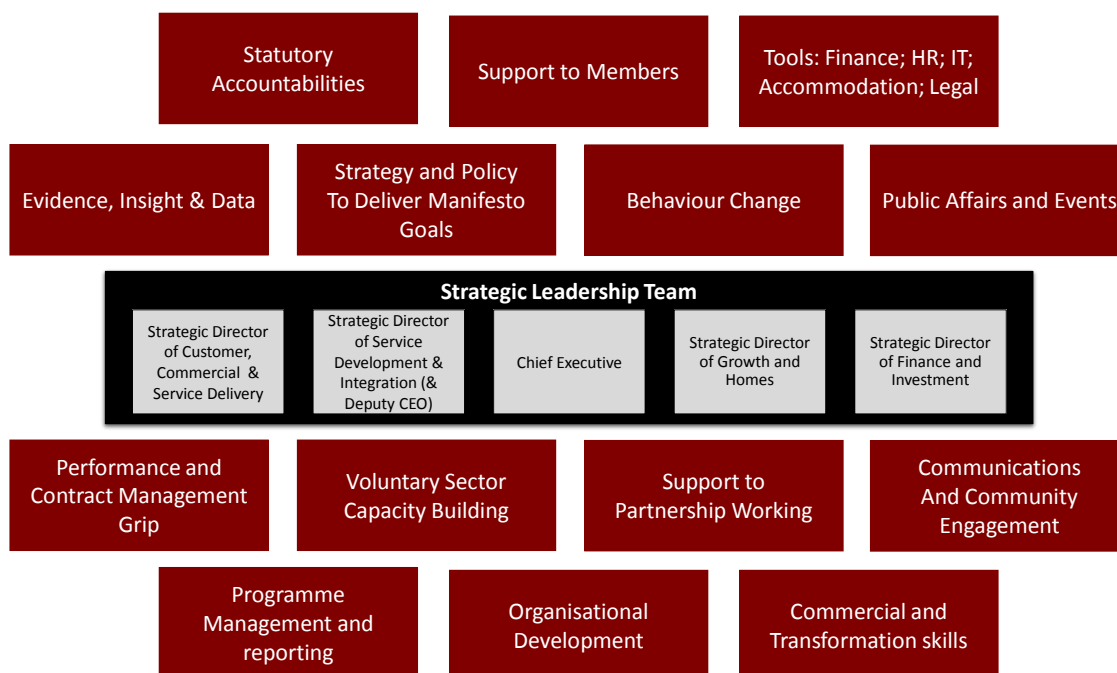 Statutory
Accountabilities
Support to Members
Tools: Finance; HR; IT;
Accommodation; Legal
Evidence, Insight & Data
Strategy and Policy
To Deliver Manifesto
Goals
Behaviour Change
Public Affairs and Events
Strategic Leadership Team
Strategic Director
of Customer,
Commercial &
Service Delivery
Strategic Director
of Service
Development &
Integration (&
Deputy CEO)
Chief Executive
Strategic Director
of Growth and
Homes
Strategic Director
of Finance and
Investment
Performance and
Contract Management
Grip
Voluntary Sector
Capacity Building
Support to
Partnership Working
Communications
And Community
Engagement
Programme
Management and
reporting
Organisational
Development
Commercial and
Transformation skills